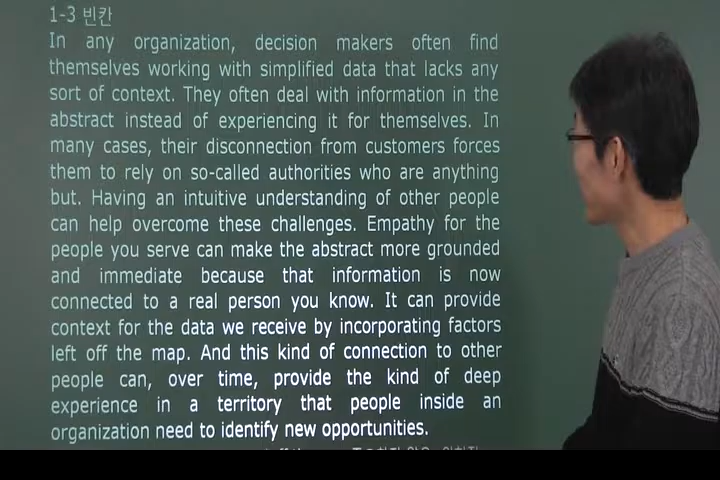 1-3 빈칸
In any organization, decision makers often find
themselves working with simplified data that lacks any
sort of context. They often deal with information in the
abstract instead of experiencing it for themselves. In
many cases, their disconnection from customers forces
them to rely on so-called authorities who are anything
but. Having an intuitive understanding of other people
can help overcome these challenges. Empathy for the
people you serve can make the abstract more grounded
and immediate because that information is now
connected to a real person you know. It can provide
context for the data we receive by incorporating factors
left off the map. And this kind of connection to other
people can, over time, provide the kind of deep
experience in a territory that people inside an
organization need to identify new opportunities.